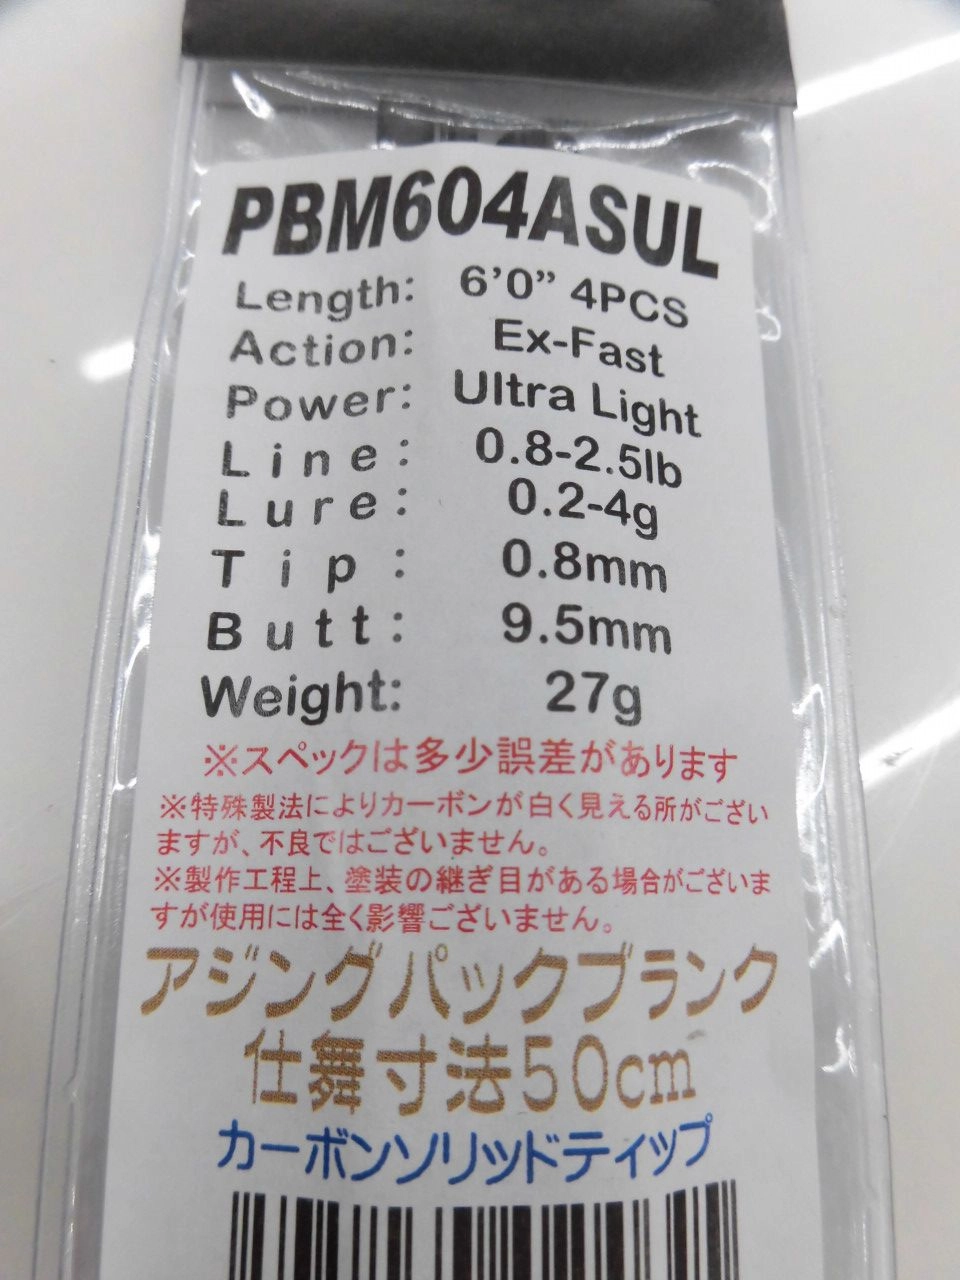 PBM604ASUL
Length: 6'0" 4PCS
Action: Ex-Fast
Power: Ultra Light
Line: 0.8-2.5lb
Lure: 0.2-4g
Tip: 0.8mm
Butt: 9.5mm
Weight: 27g
※スペックは多少誤差があります
※特殊製法によりカーボンが白く見える所がござい
ますが、不良ではございません。
※製作工程上、塗装の継ぎ目がある場合がございま
すが使用には全く影響ございません。
アジングパックブランク
仕舞寸法50cm
カーボンソリッドティップ